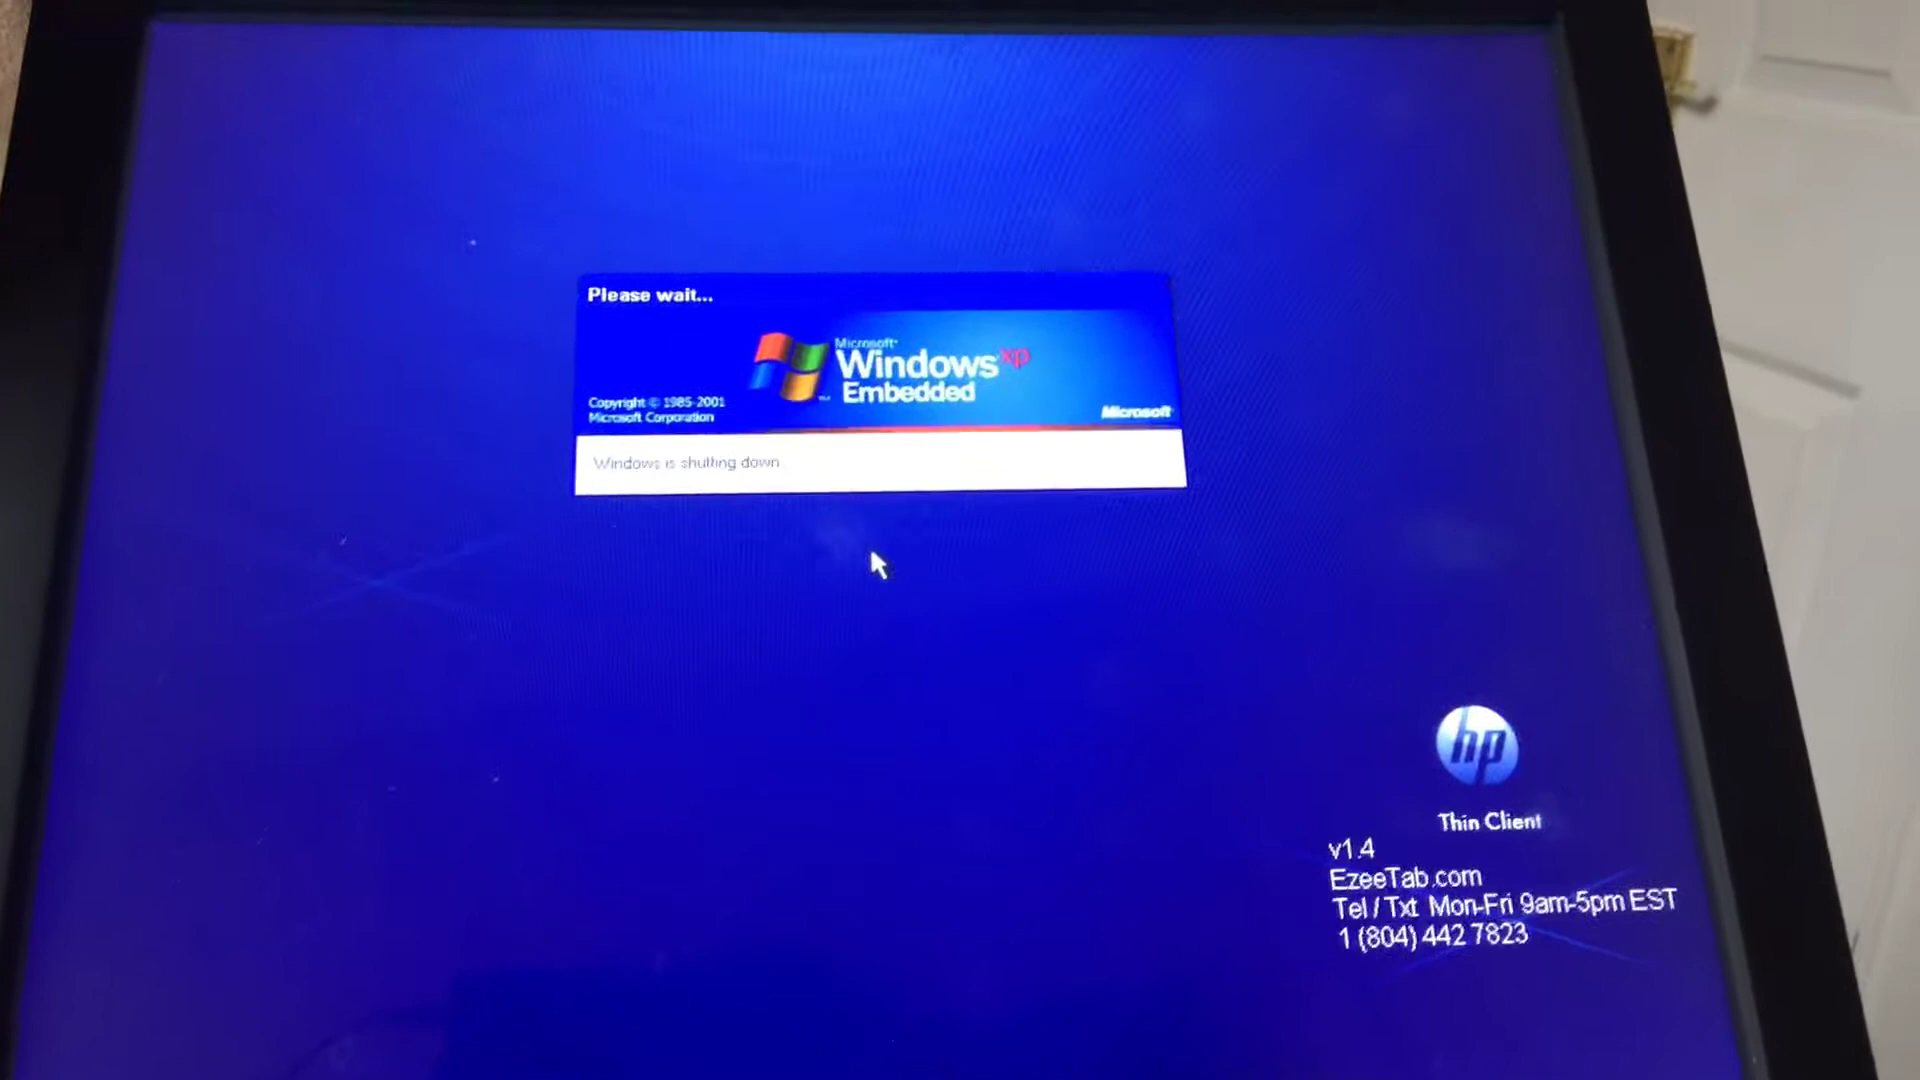 Please wait...
Microsoft
Windows xp
Embedded
Copyright © 1985-2001
Microsoft Corporation
Microsoft
Windows is shutting down
hp
Thin Client
v1.4
EzeeTab.com
Tel / Txt Mon-Fri 9am-5pm EST
1 (804) 442 7823